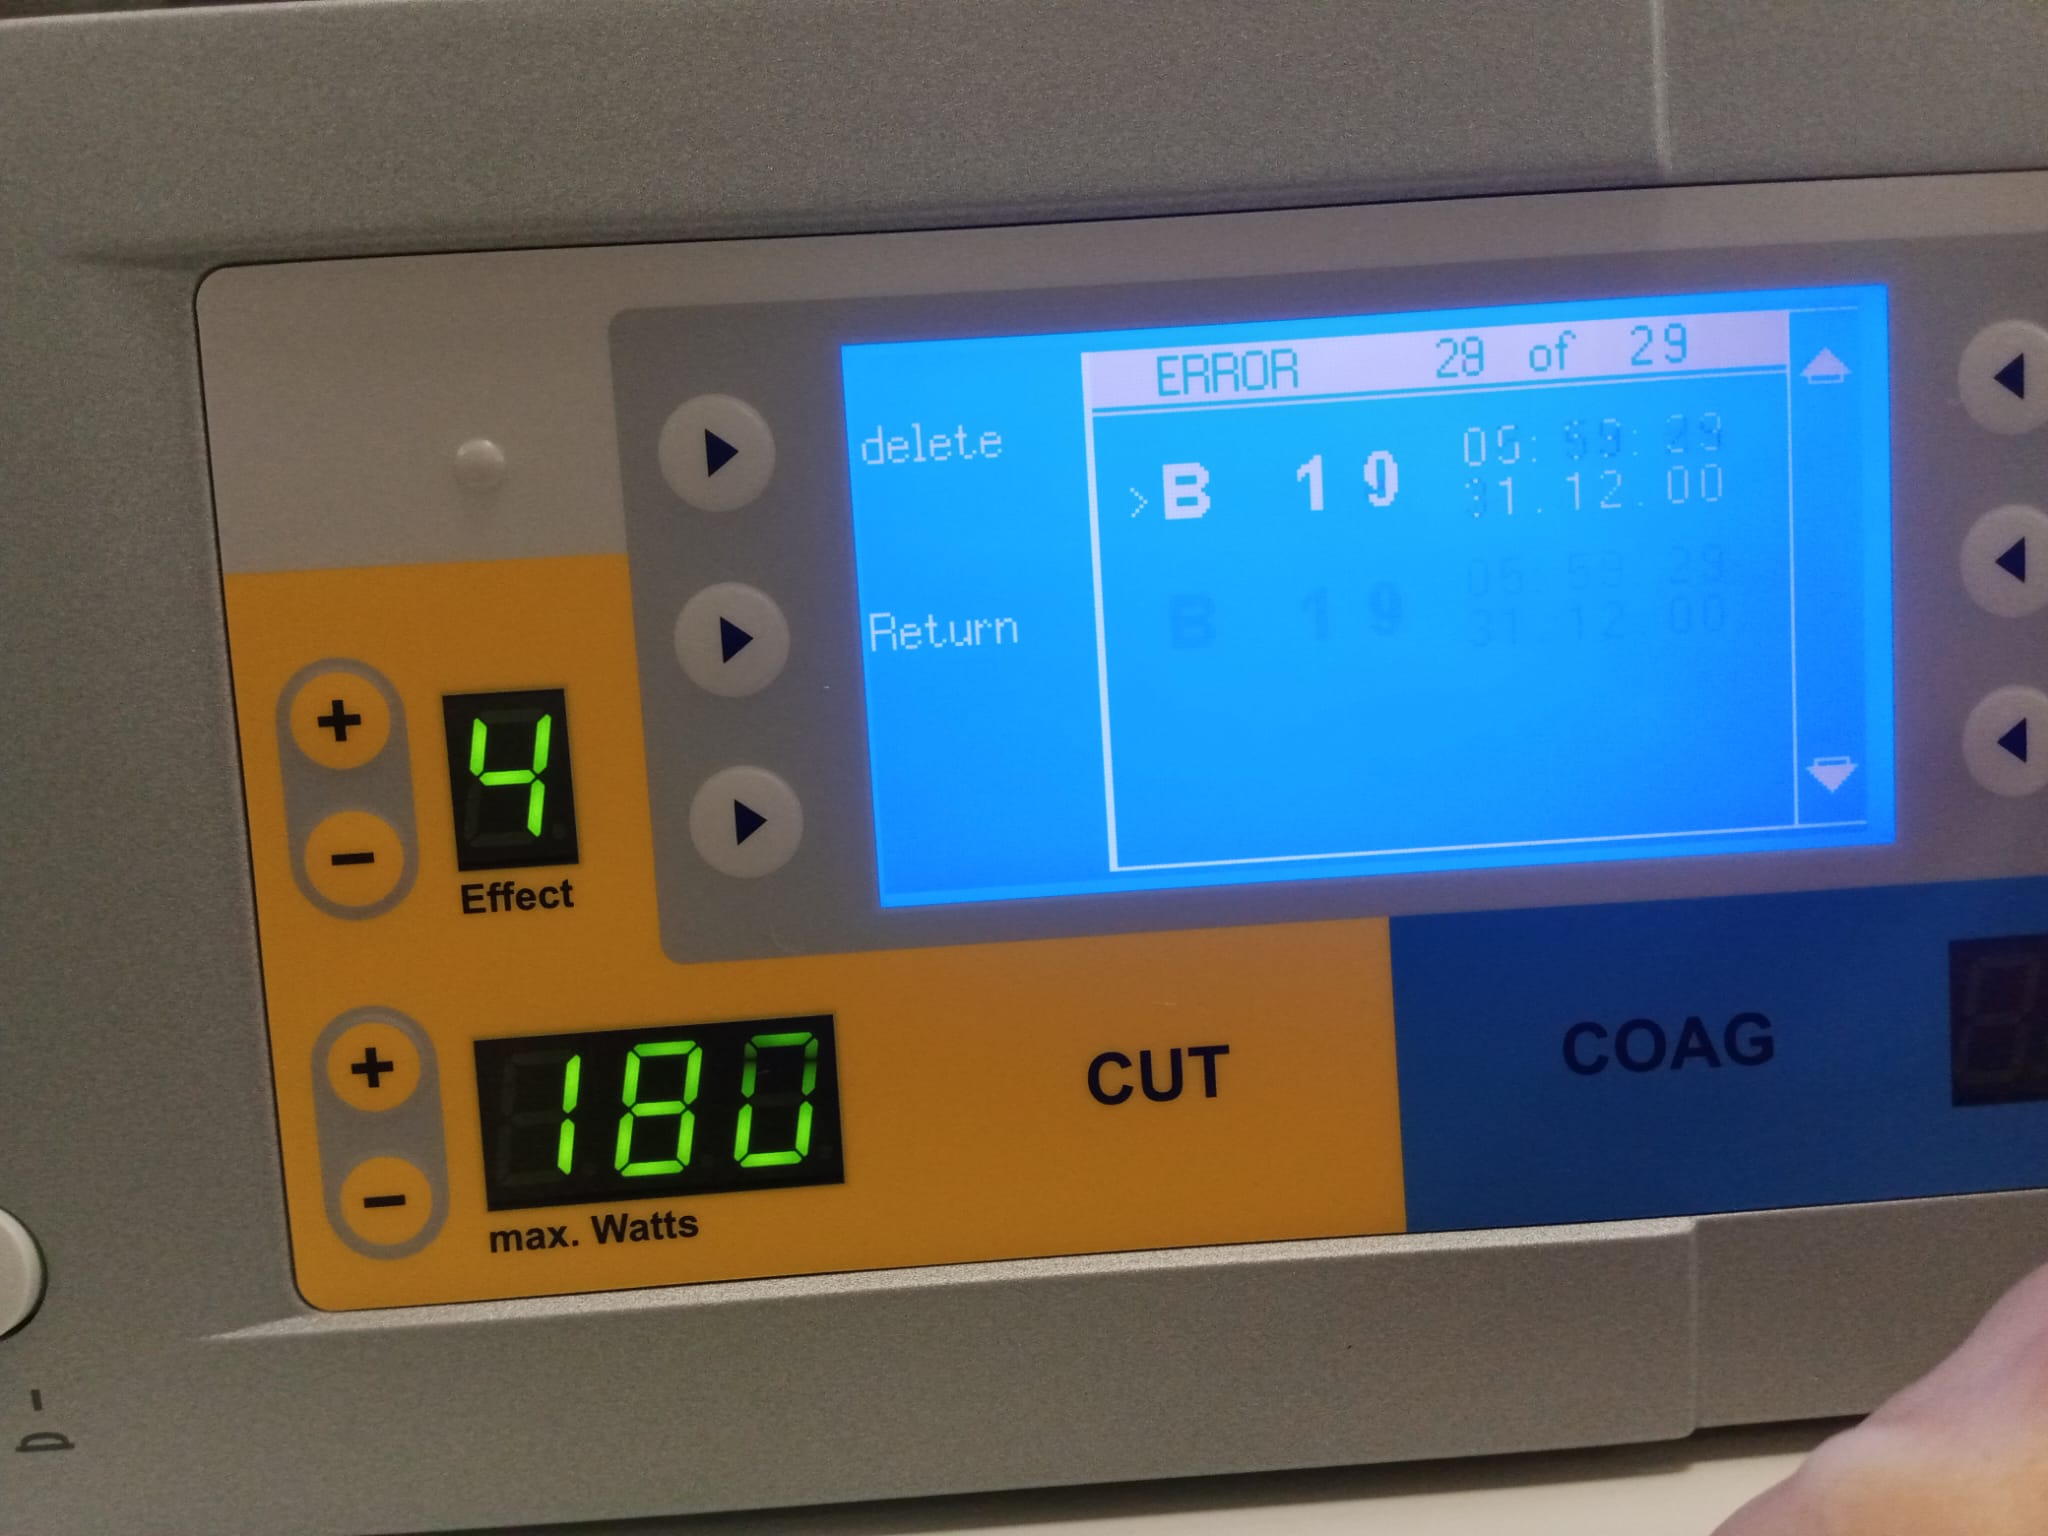 ERROR 29 of 29
delete
>B 19 05:59:29
31.12.00
B 19 05:59:29
31.12.00
Return
+
4
-
Effect
+
180
-
max. Watts
CUT
COAG